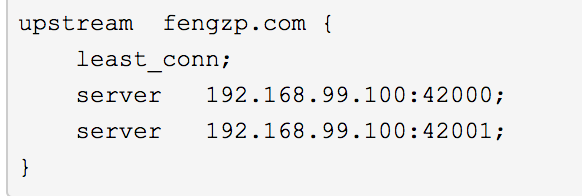 upstream  fengzp.com {
    least_conn;
    server   192.168.99.100:42000;
    server   192.168.99.100:42001;
}